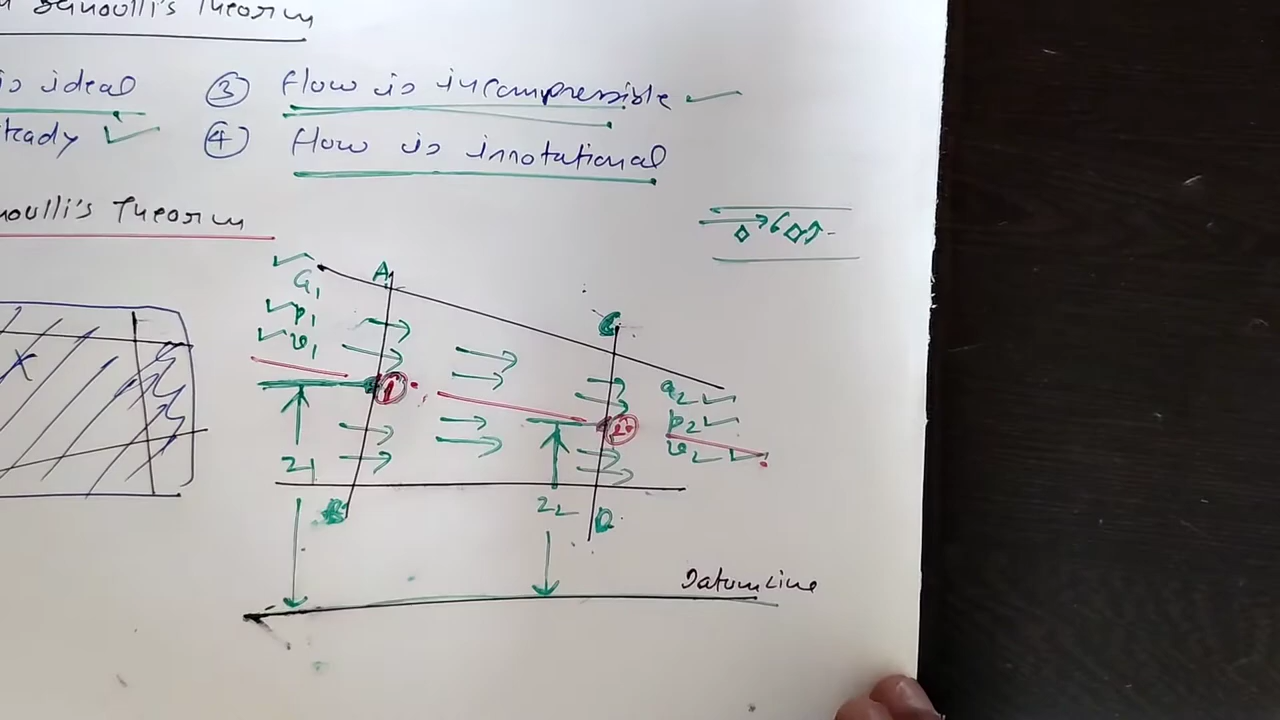 Bernoulli's Theorem
is ideal ③ flow is incompressible
steady ④ flow is irrotational
noulli's Theorem
A
a₁
p₁
v₁
C
1
a₂
2
p₂
v₂
z₁
z₂
B
D
Datum Line